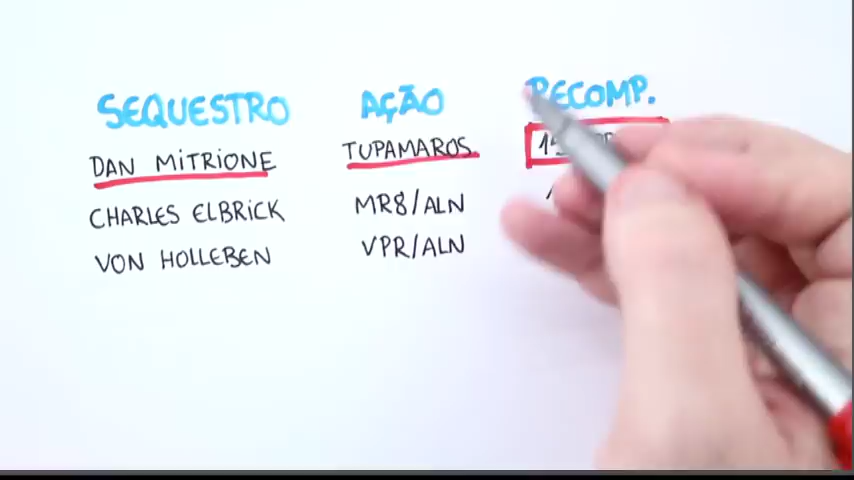 SEQUESTRO AÇÃO RECOMP.
DAN MITRIONE TUPAMAROS
CHARLES ELBRICK MR8/ALN
VON HOLLEBEN VPR/ALN